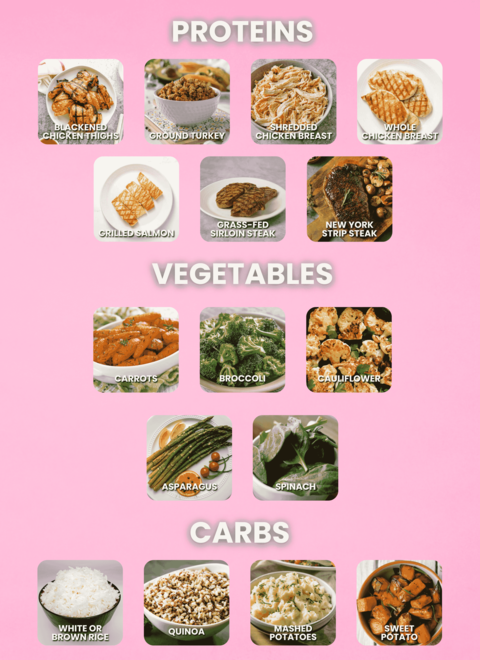 PROTEINS
BLACKENED
CHICKEN THIGHS
GROUND TURKEY
SHREDDED
CHICKEN BREAST
WHOLE
CHICKEN BREAST
GRILLED SALMON
GRASS-FED
SIRLOIN STEAK
NEW YORK
STRIP STEAK
VEGETABLES
CARROTS
BROCCOLI
CAULIFLOWER
ASPARAGUS
SPINACH
CARBS
WHITE OR
BROWN RICE
QUINOA
MASHED
POTATOES
SWEET
POTATO